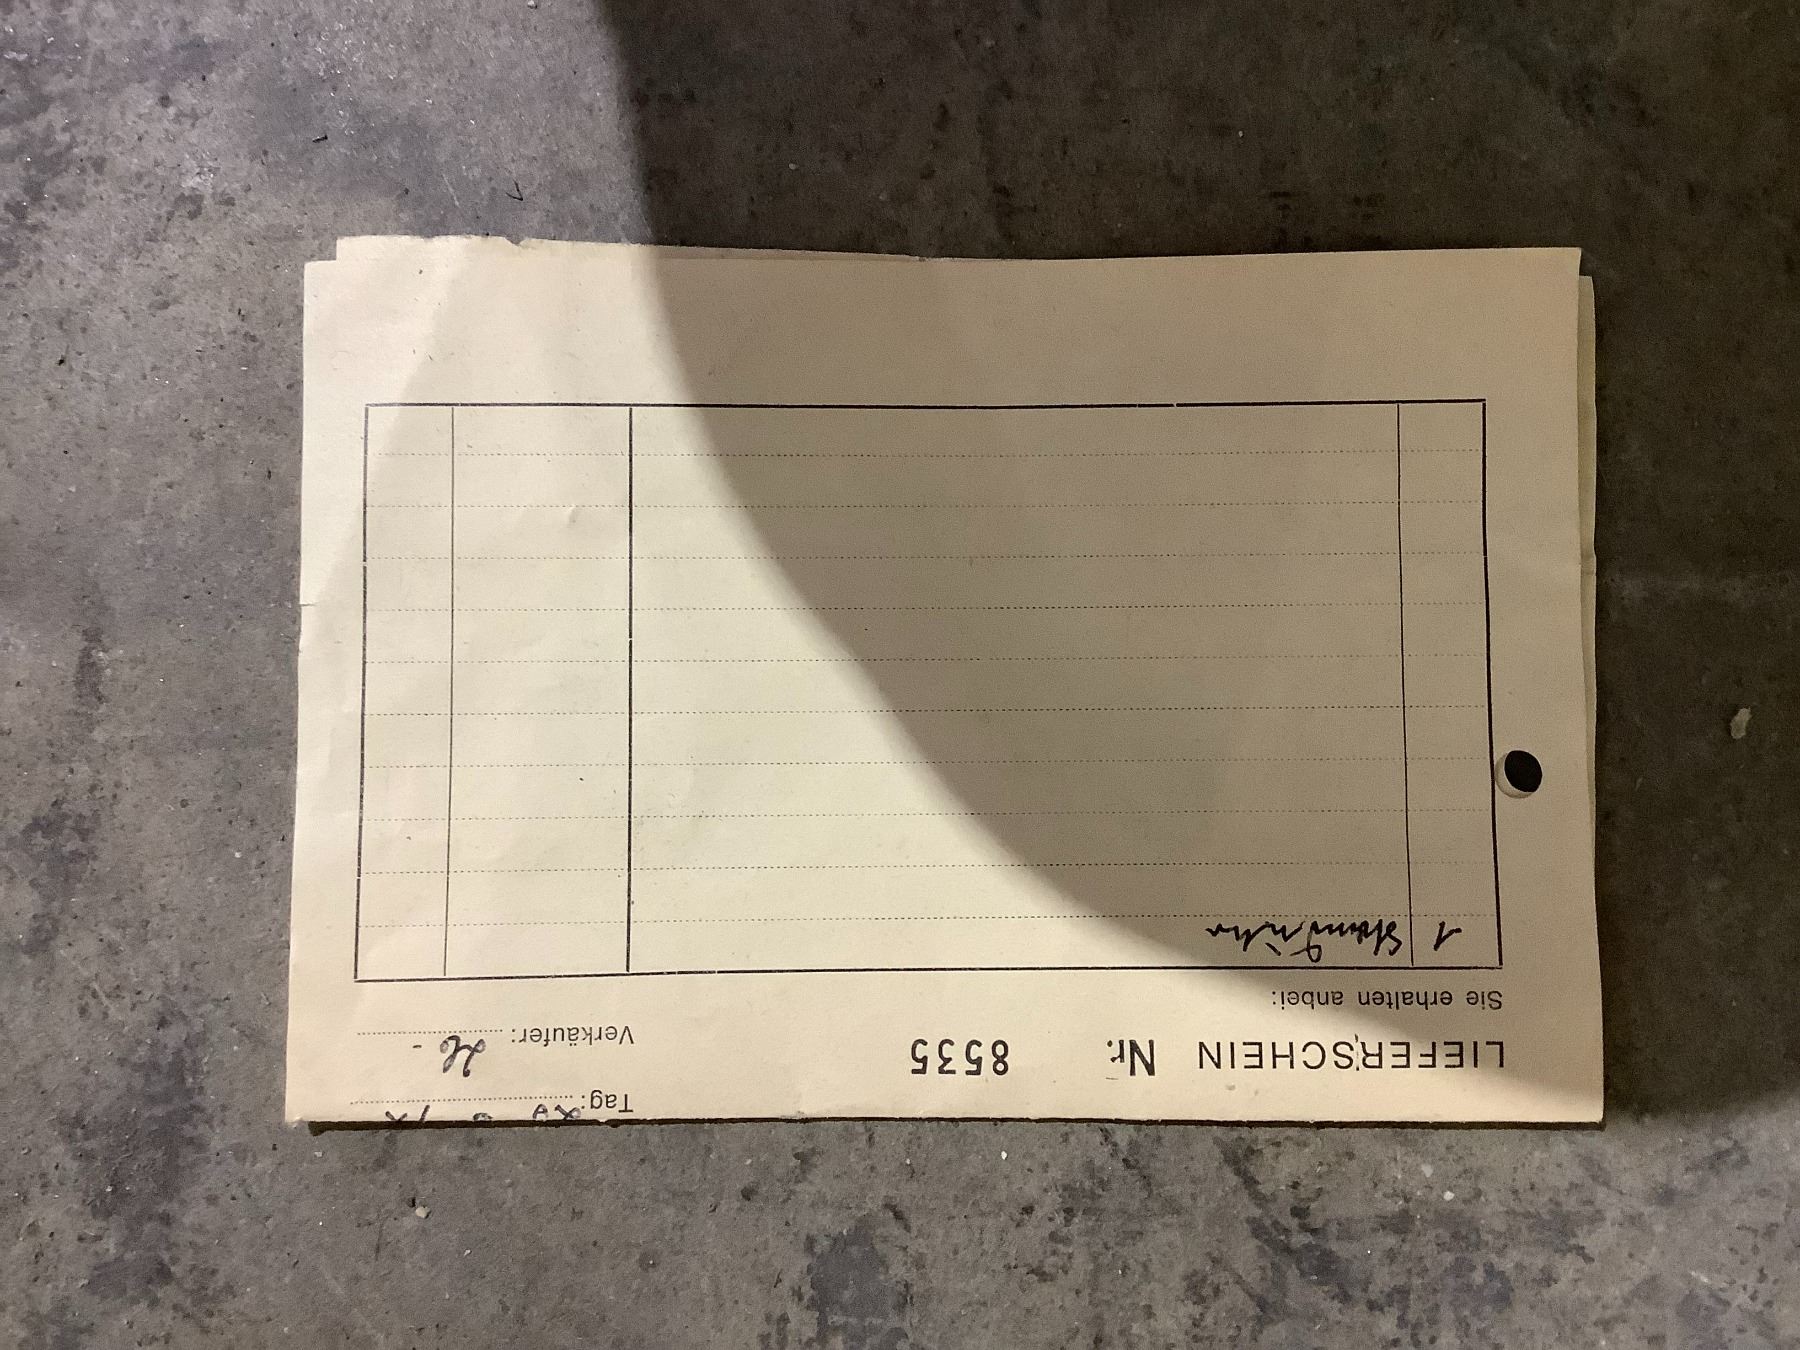 Tag:
LIEFERSCHEIN Nr. 8535
Verkäufer:
Sie erhalten anbei:
1